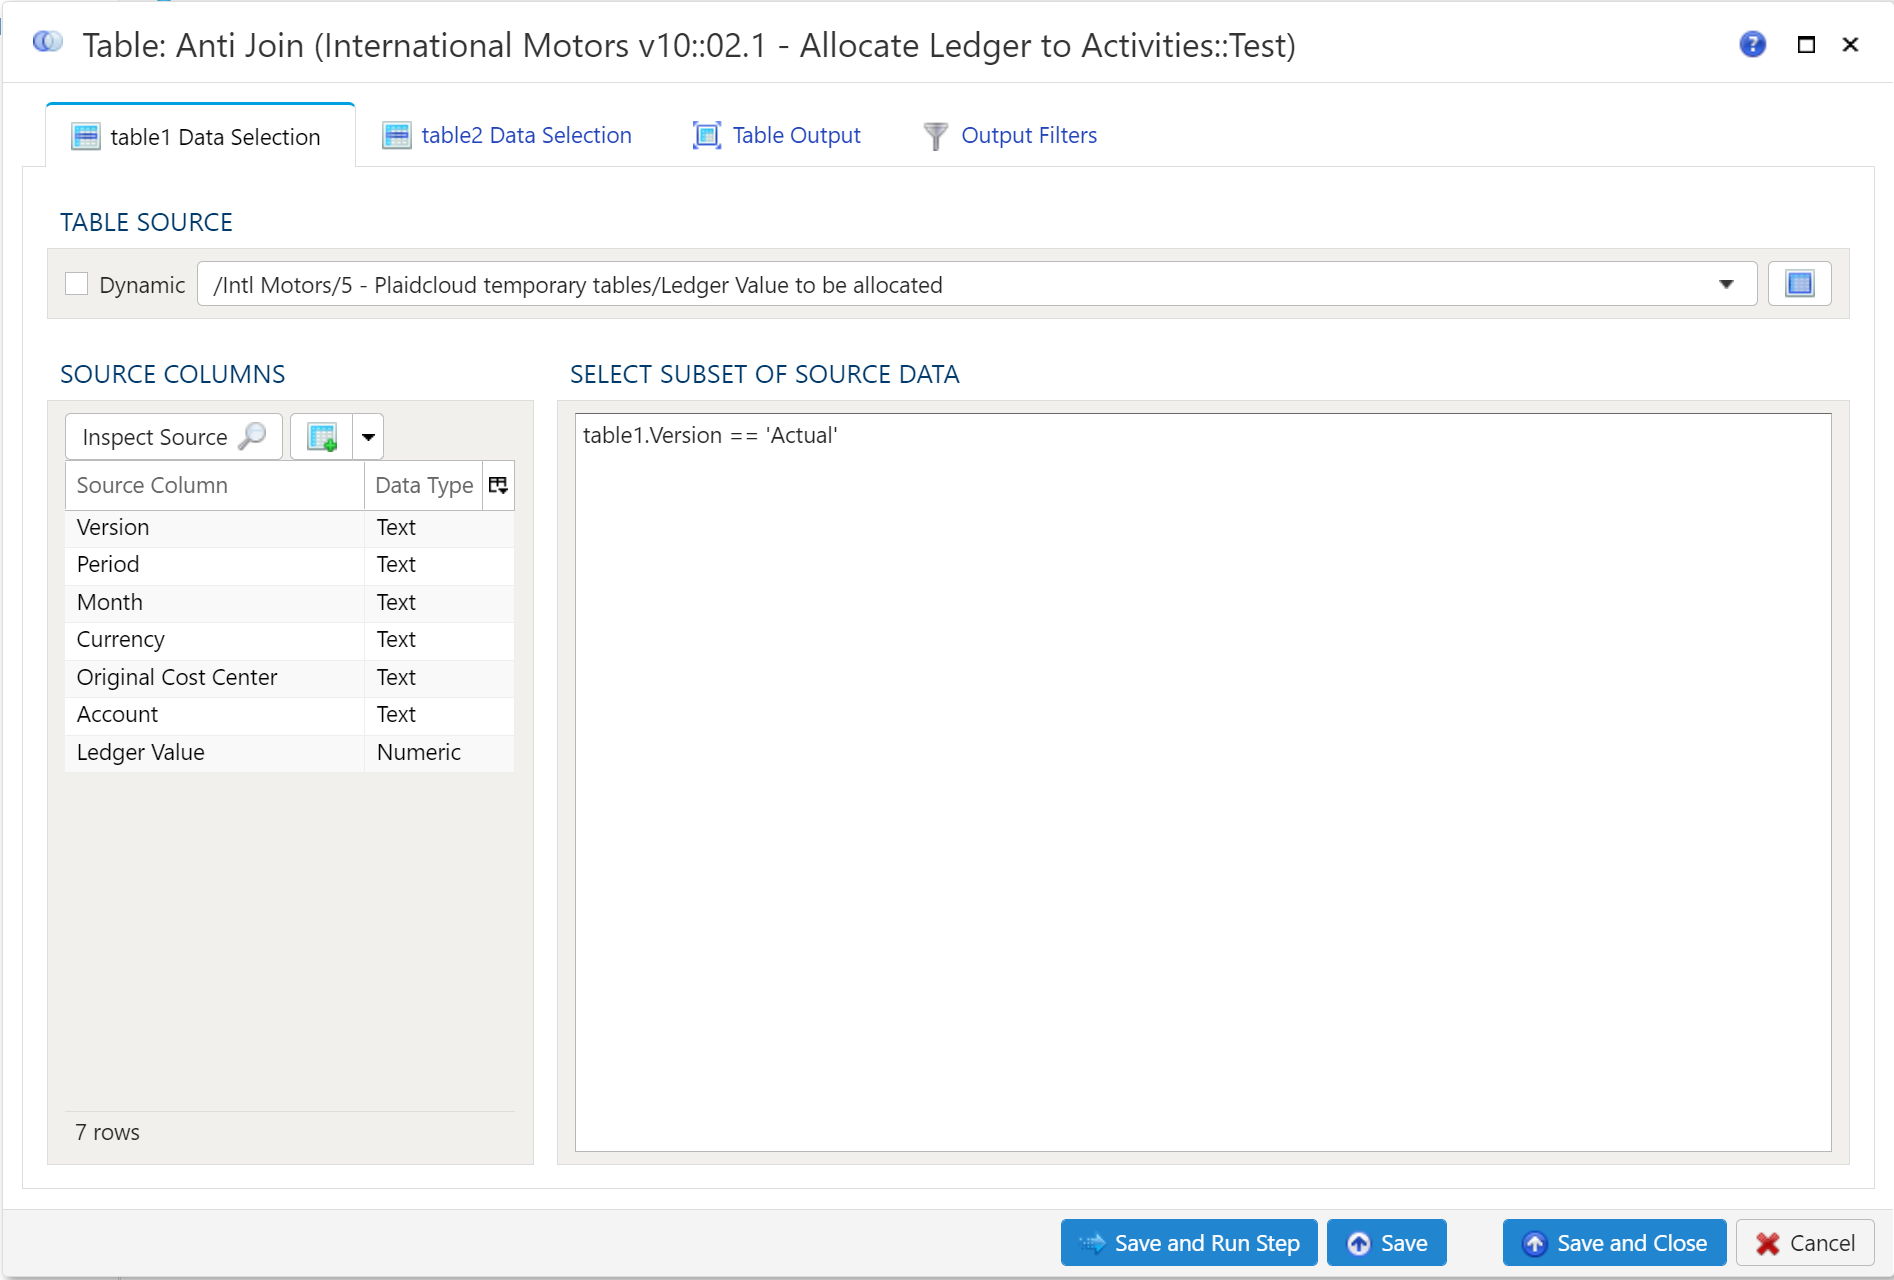 Table: Anti Join (International Motors v10::02.1 - Allocate Ledger to Activities::Test)
?
table1 Data Selection
table2 Data Selection
Table Output
Output Filters
TABLE SOURCE
Dynamic
/Intl Motors/5 - Plaidcloud temporary tables/Ledger Value to be allocated
SOURCE COLUMNS
SELECT SUBSET OF SOURCE DATA
Inspect Source
table1.Version == 'Actual'
Source Column Data Type
Version Text
Period Text
Month Text
Currency Text
Original Cost Center Text
Account Text
Ledger Value Numeric
7 rows
Save and Run Step
Save
Save and Close
Cancel